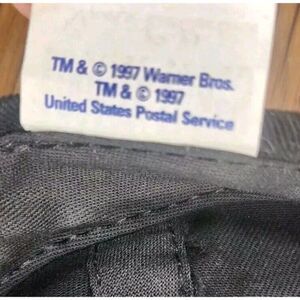 TM & © 1997 Warner Bros.
TM & © 1997
United States Postal Service